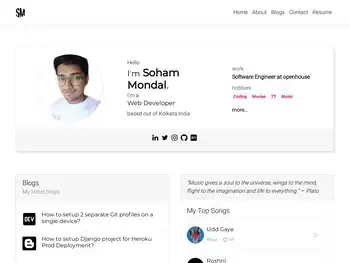 SM
Home About Blogs Contact Resume
Hello
I'm Soham
Mondal.
I'm a
Web Developer
based out of Kolkata,India
work
Software Engineer at openhouse
hobbies
Coding Movies TT Music
more...
Blogs
My latest blogs
DEV
How to setup 2 separate Git profiles on a
single device?
How to setup Django project for Heroku
Prod Deployment?
"Music gives a soul to the universe, wings to the mind,
flight to the imagination and life to everything." ― Plato
My Top Songs
Udd Gaye
Roshni